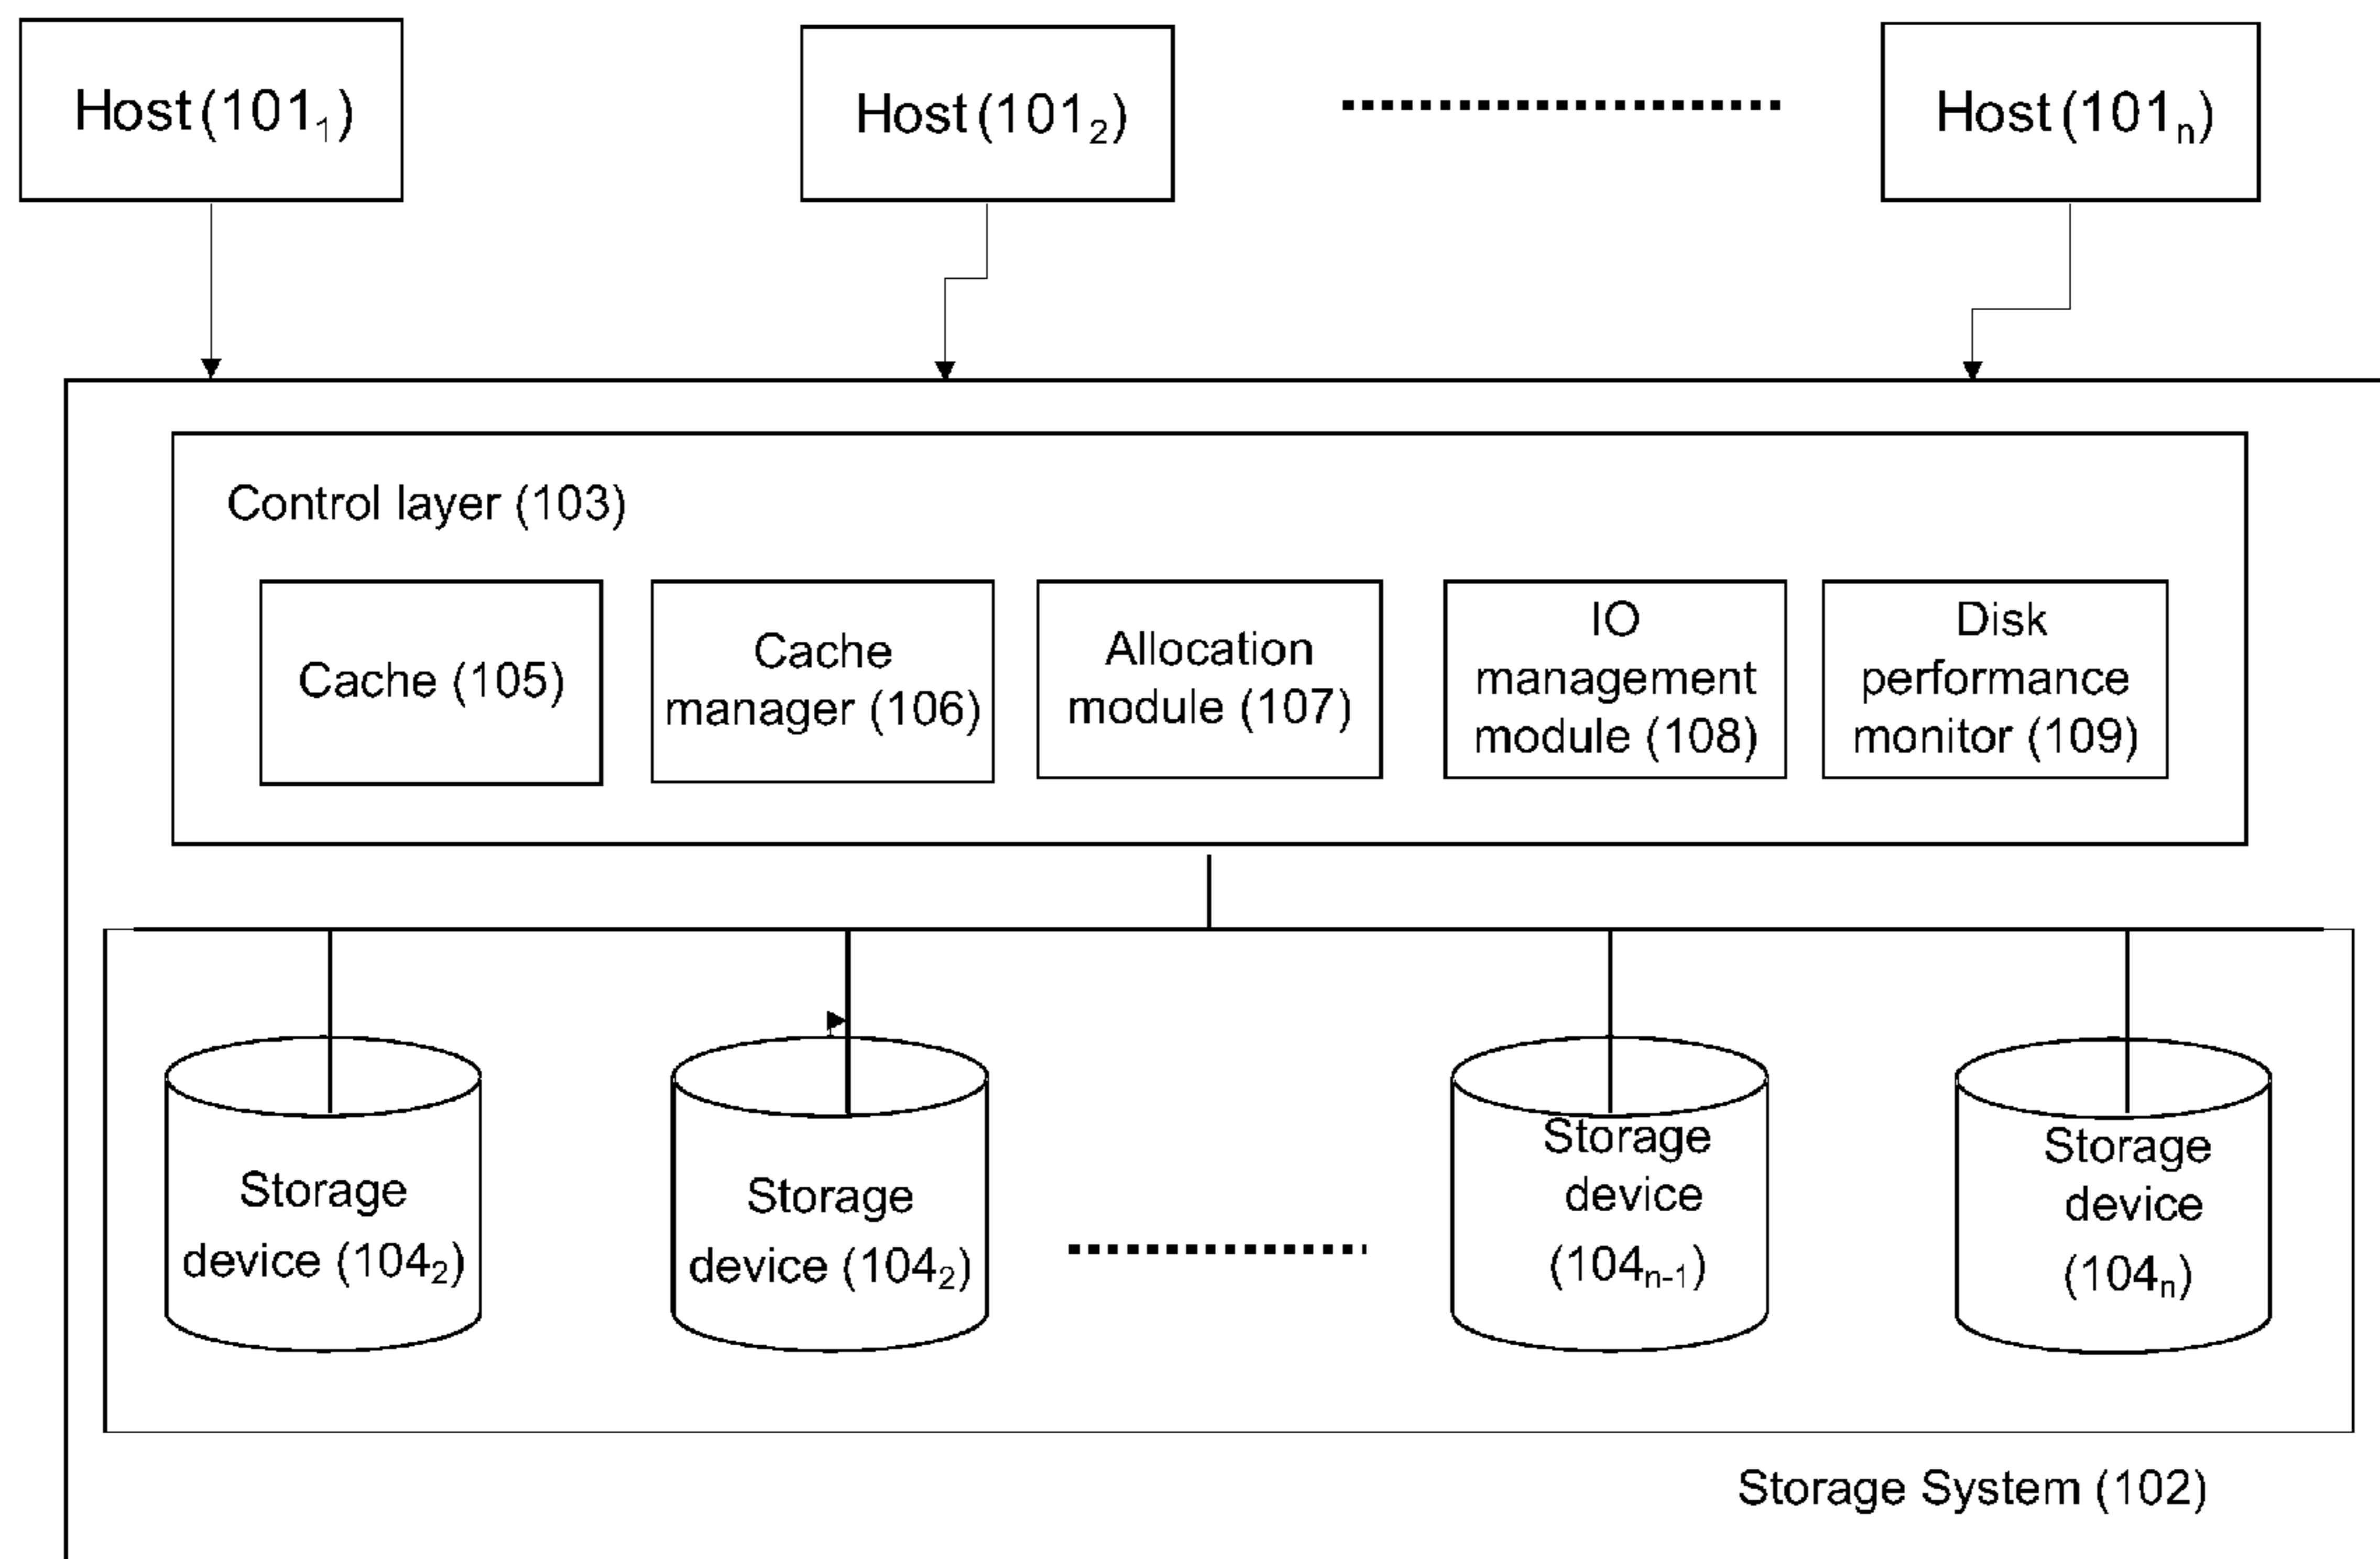 Host (101₁)
Host (101₂)
Host (101ₙ)
Control layer (103)
Cache (105)
Cache
manager (106)
Allocation
module (107)
IO
management
module (108)
Disk
performance
monitor (109)
Storage
device (104₂)
Storage
device (104₂)
Storage
device
(104ₙ₋₁)
Storage
device
(104ₙ)
Storage System (102)